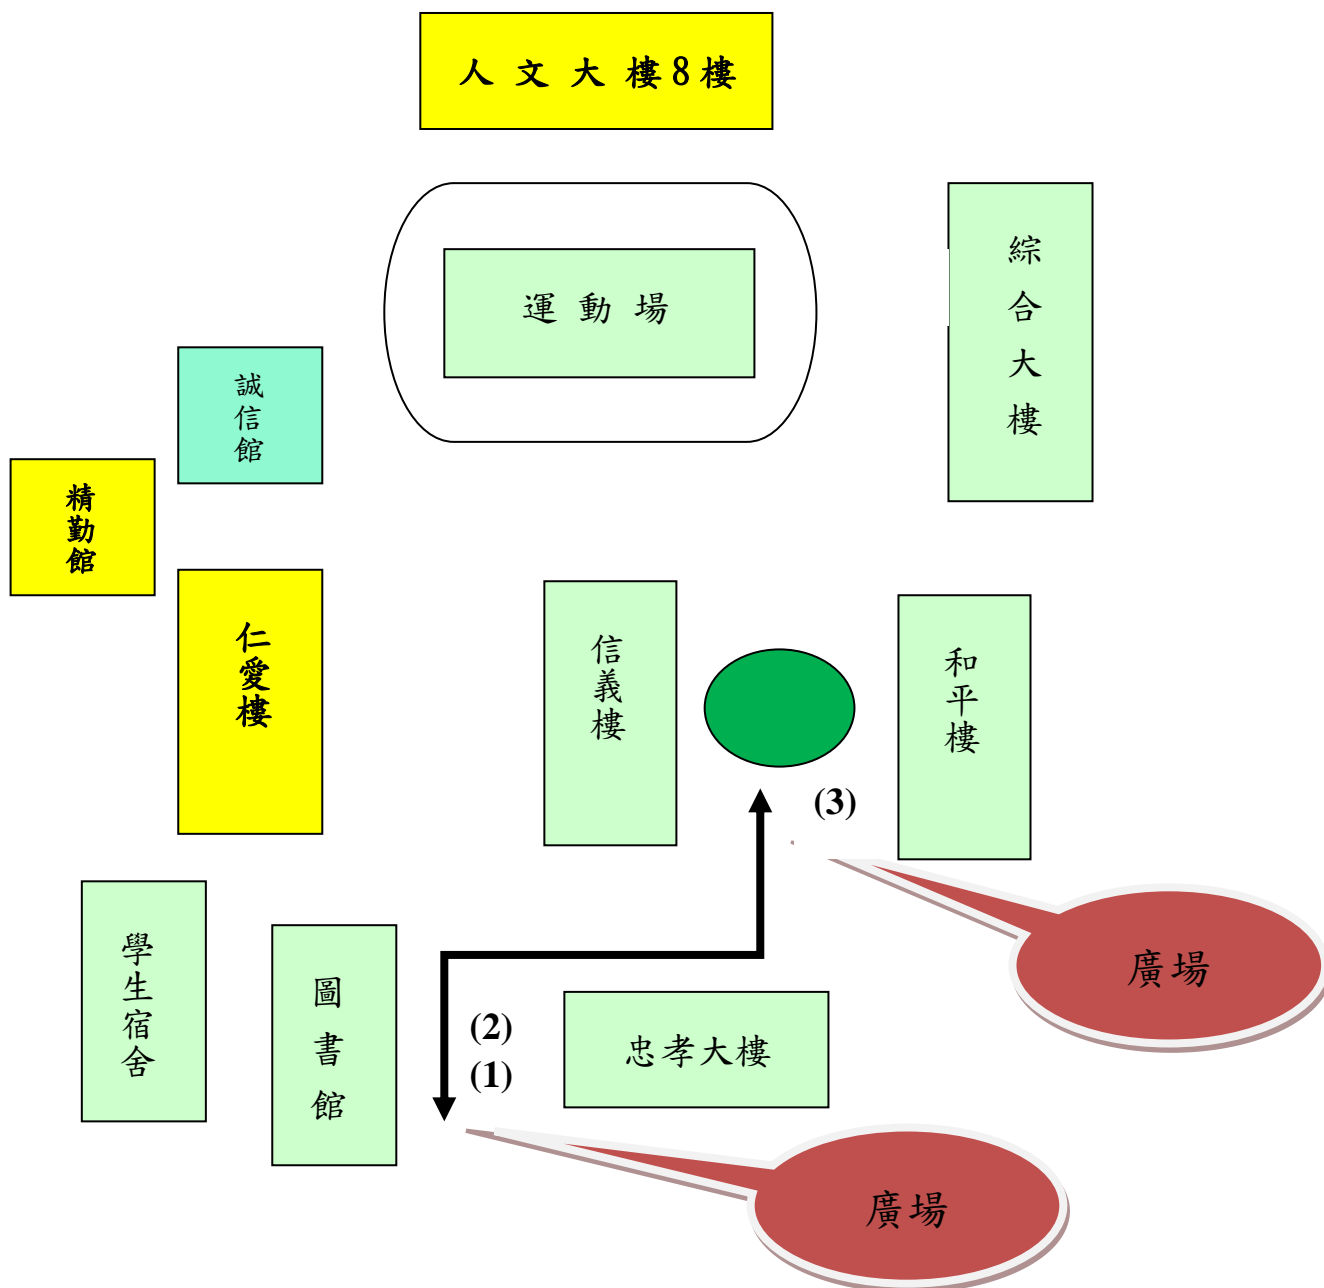 人文大樓8樓
運動場
綜合大樓
誠信館
精勤館
仁愛樓
信義樓
和平樓
(3)
廣場
學生宿舍
圖書館
(2)
(1)
忠孝大樓
廣場